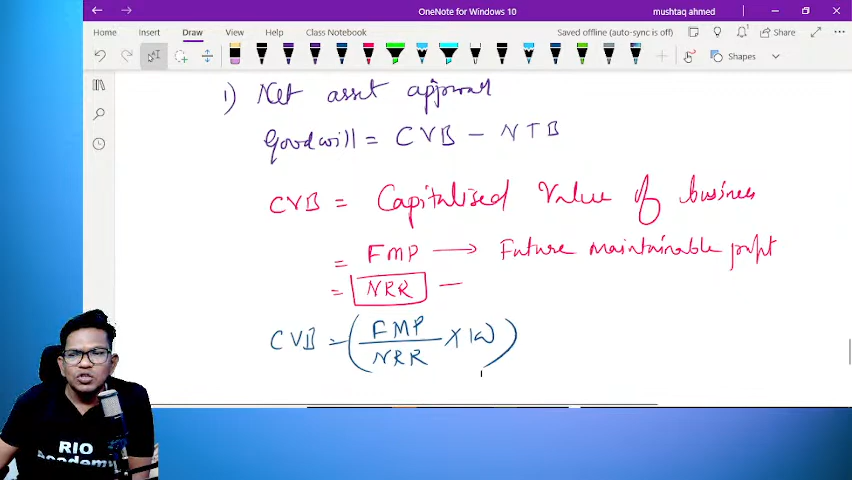 OneNote for Windows 10
mushtaq ahmed
Home Insert Draw View Help Class Notebook
Saved offline (auto-sync is off)
Share
Shapes
1) Net asset approval
Goodwill = CVB - NTB
CVB = Capitalised Value of business
= FMP → Future maintainable profit
= NRR —
CVB = (FMP/NRR × 100)
RIO
Academy